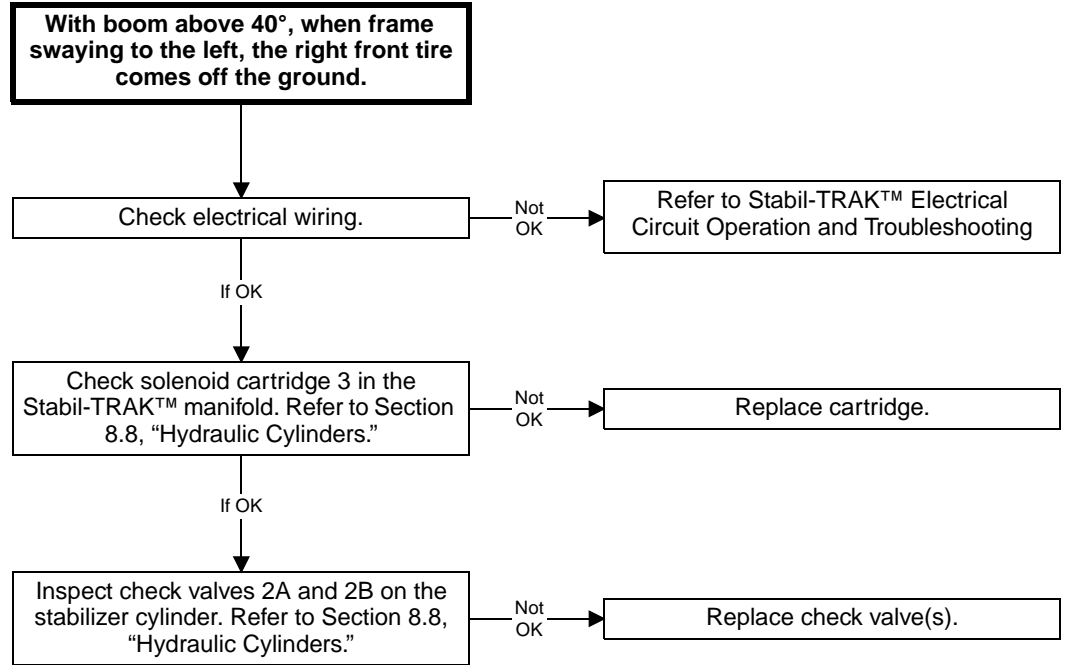 With boom above 40°, when frame
swaying to the left, the right front tire
comes off the ground.
Check electrical wiring.
Not
OK
Refer to Stabil-TRAK™ Electrical
Circuit Operation and Troubleshooting
If OK
Check solenoid cartridge 3 in the
Stabil-TRAK™ manifold. Refer to Section
8.8, “Hydraulic Cylinders.”
Not
OK
Replace cartridge.
If OK
Inspect check valves 2A and 2B on the
stabilizer cylinder. Refer to Section 8.8,
“Hydraulic Cylinders.”
Not
OK
Replace check valve(s).